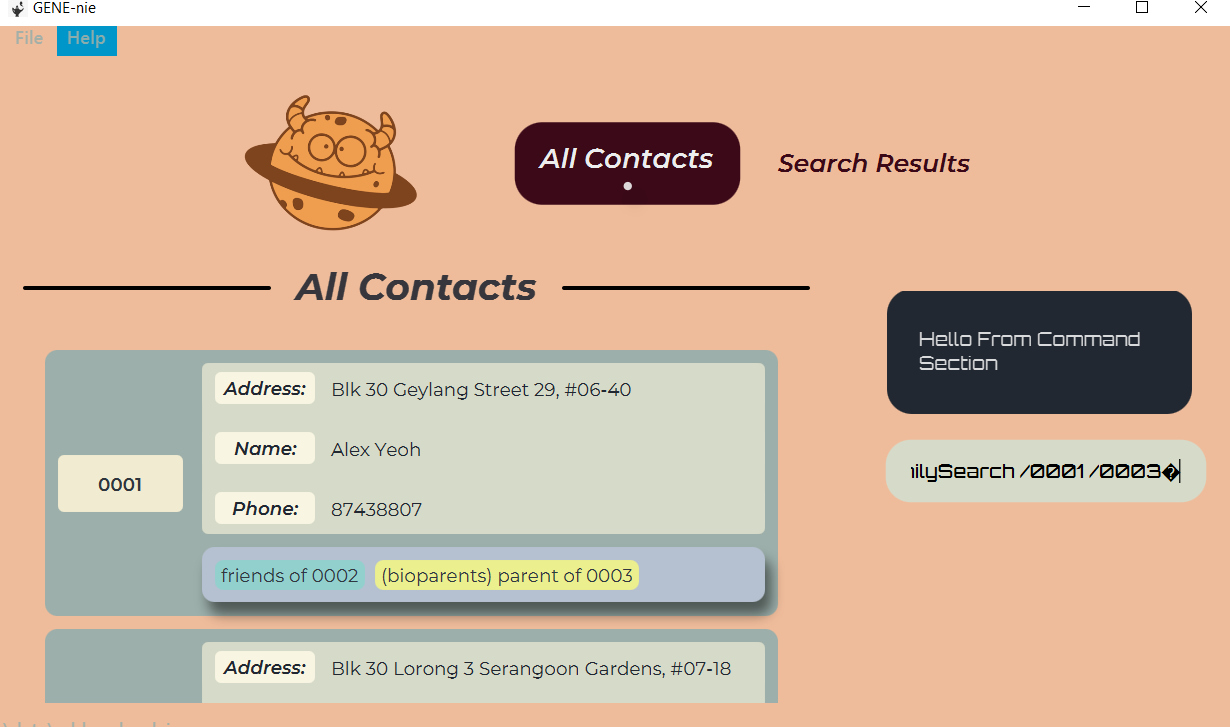 GENE-nie
File Help
All Contacts
Search Results
All Contacts
Hello From Command
Section
ilySearch /0001 /0003�
0001
Address: Blk 30 Geylang Street 29, #06-40
Name: Alex Yeoh
Phone: 87438807
friends of 0002 (bioparents) parent of 0003
Address: Blk 30 Lorong 3 Serangoon Gardens, #07-18